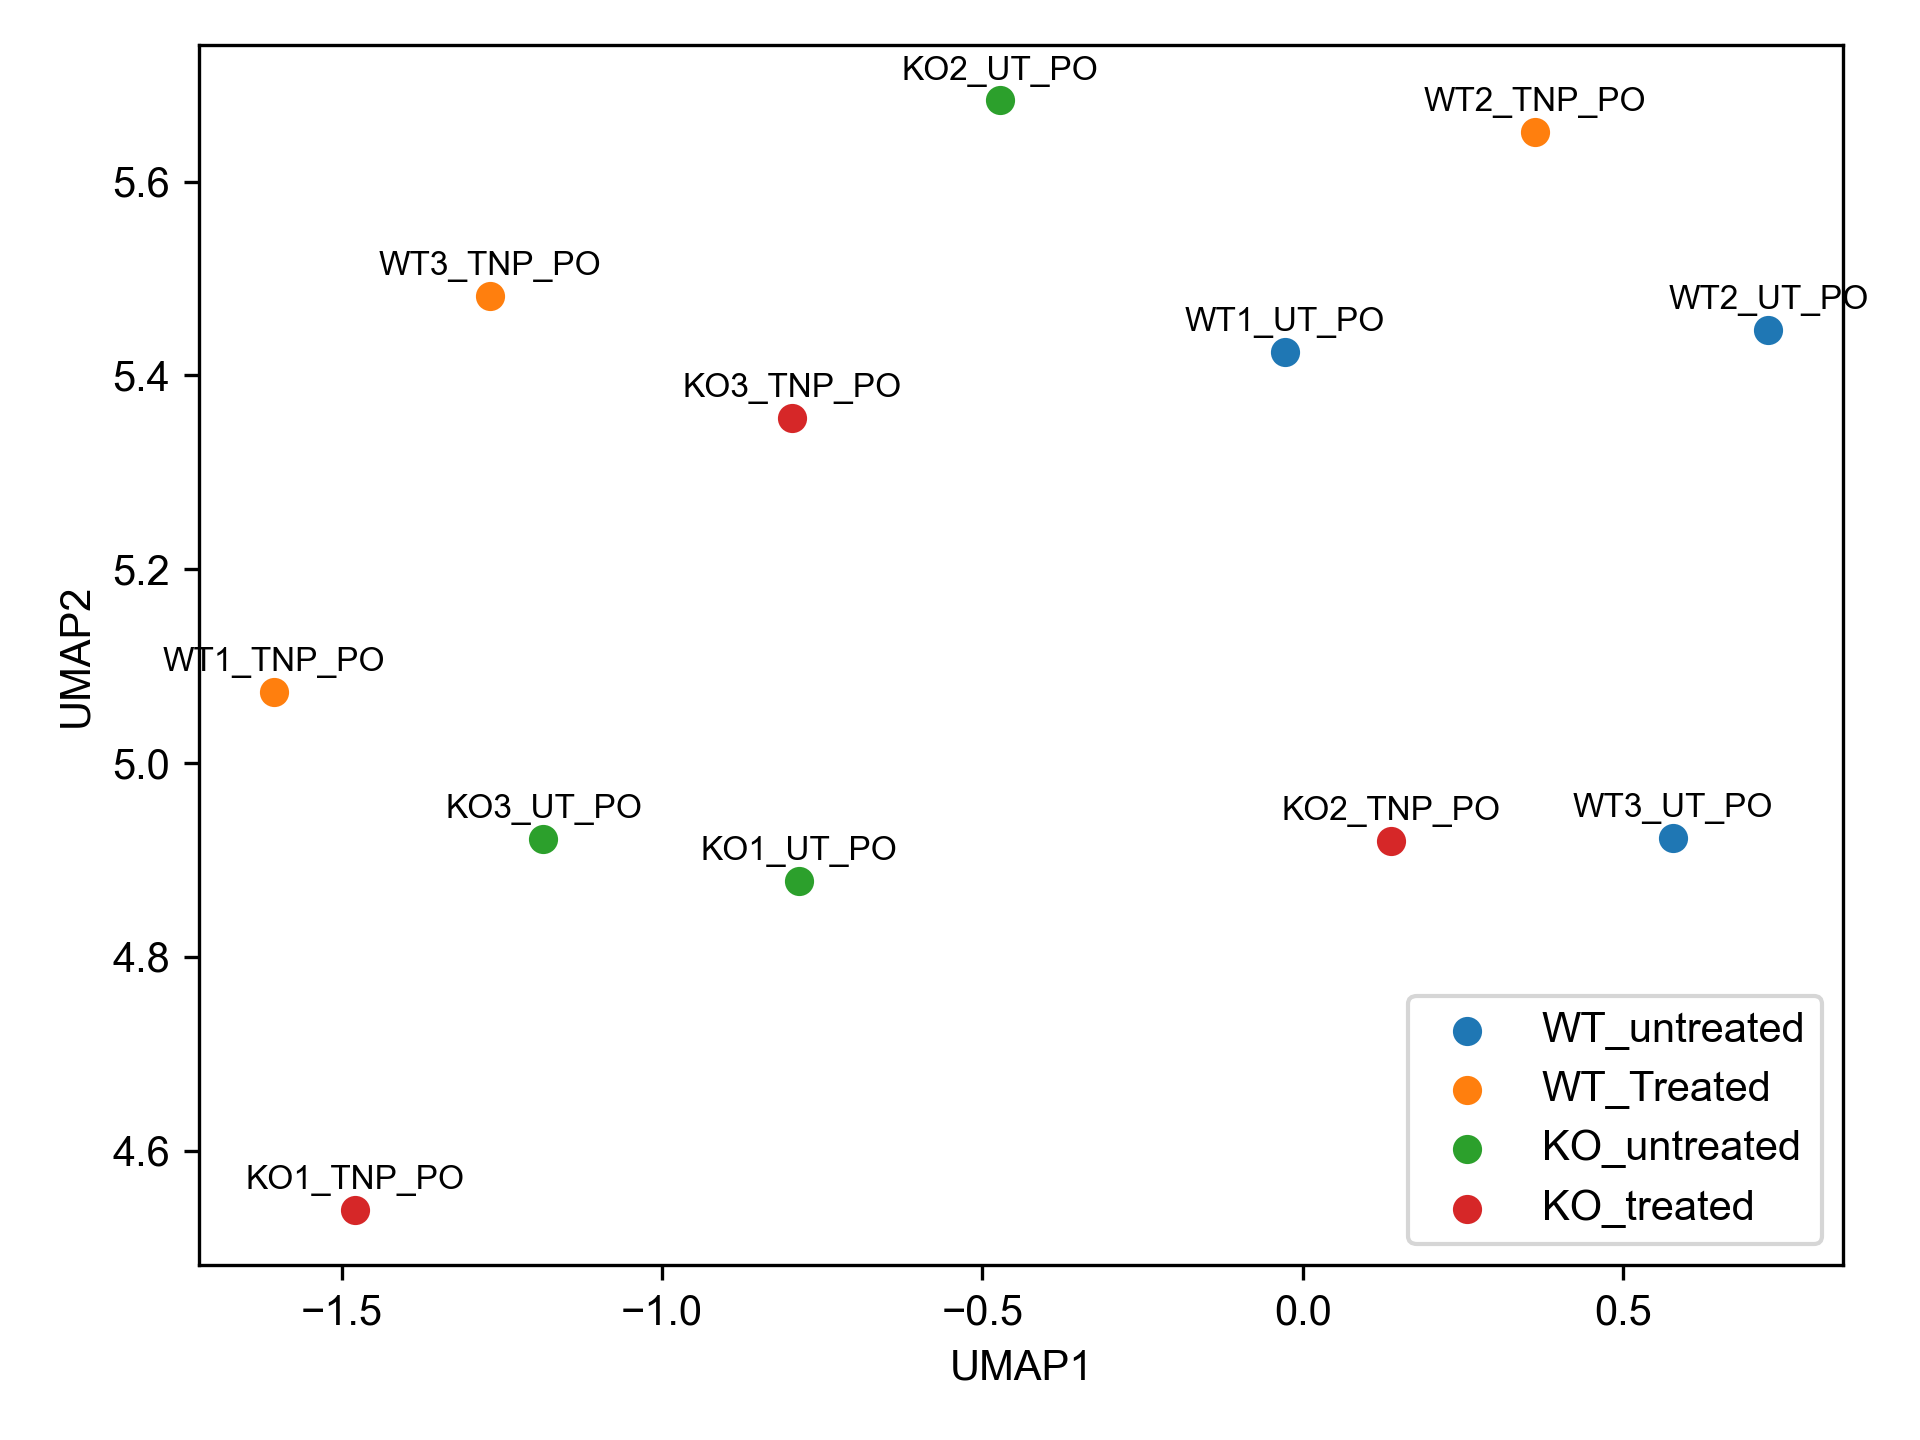 KO2_UT_PO
WT2_TNP_PO
WT3_TNP_PO
WT2_UT_PO
WT1_UT_PO
KO3_TNP_PO
WT1_TNP_PO
KO3_UT_PO
KO1_UT_PO
KO2_TNP_PO
WT3_UT_PO
KO1_TNP_PO
5.6
5.4
5.2
5.0
4.8
4.6
UMAP2
−1.5
−1.0
−0.5
0.0
0.5
UMAP1
WT_untreated
WT_Treated
KO_untreated
KO_treated